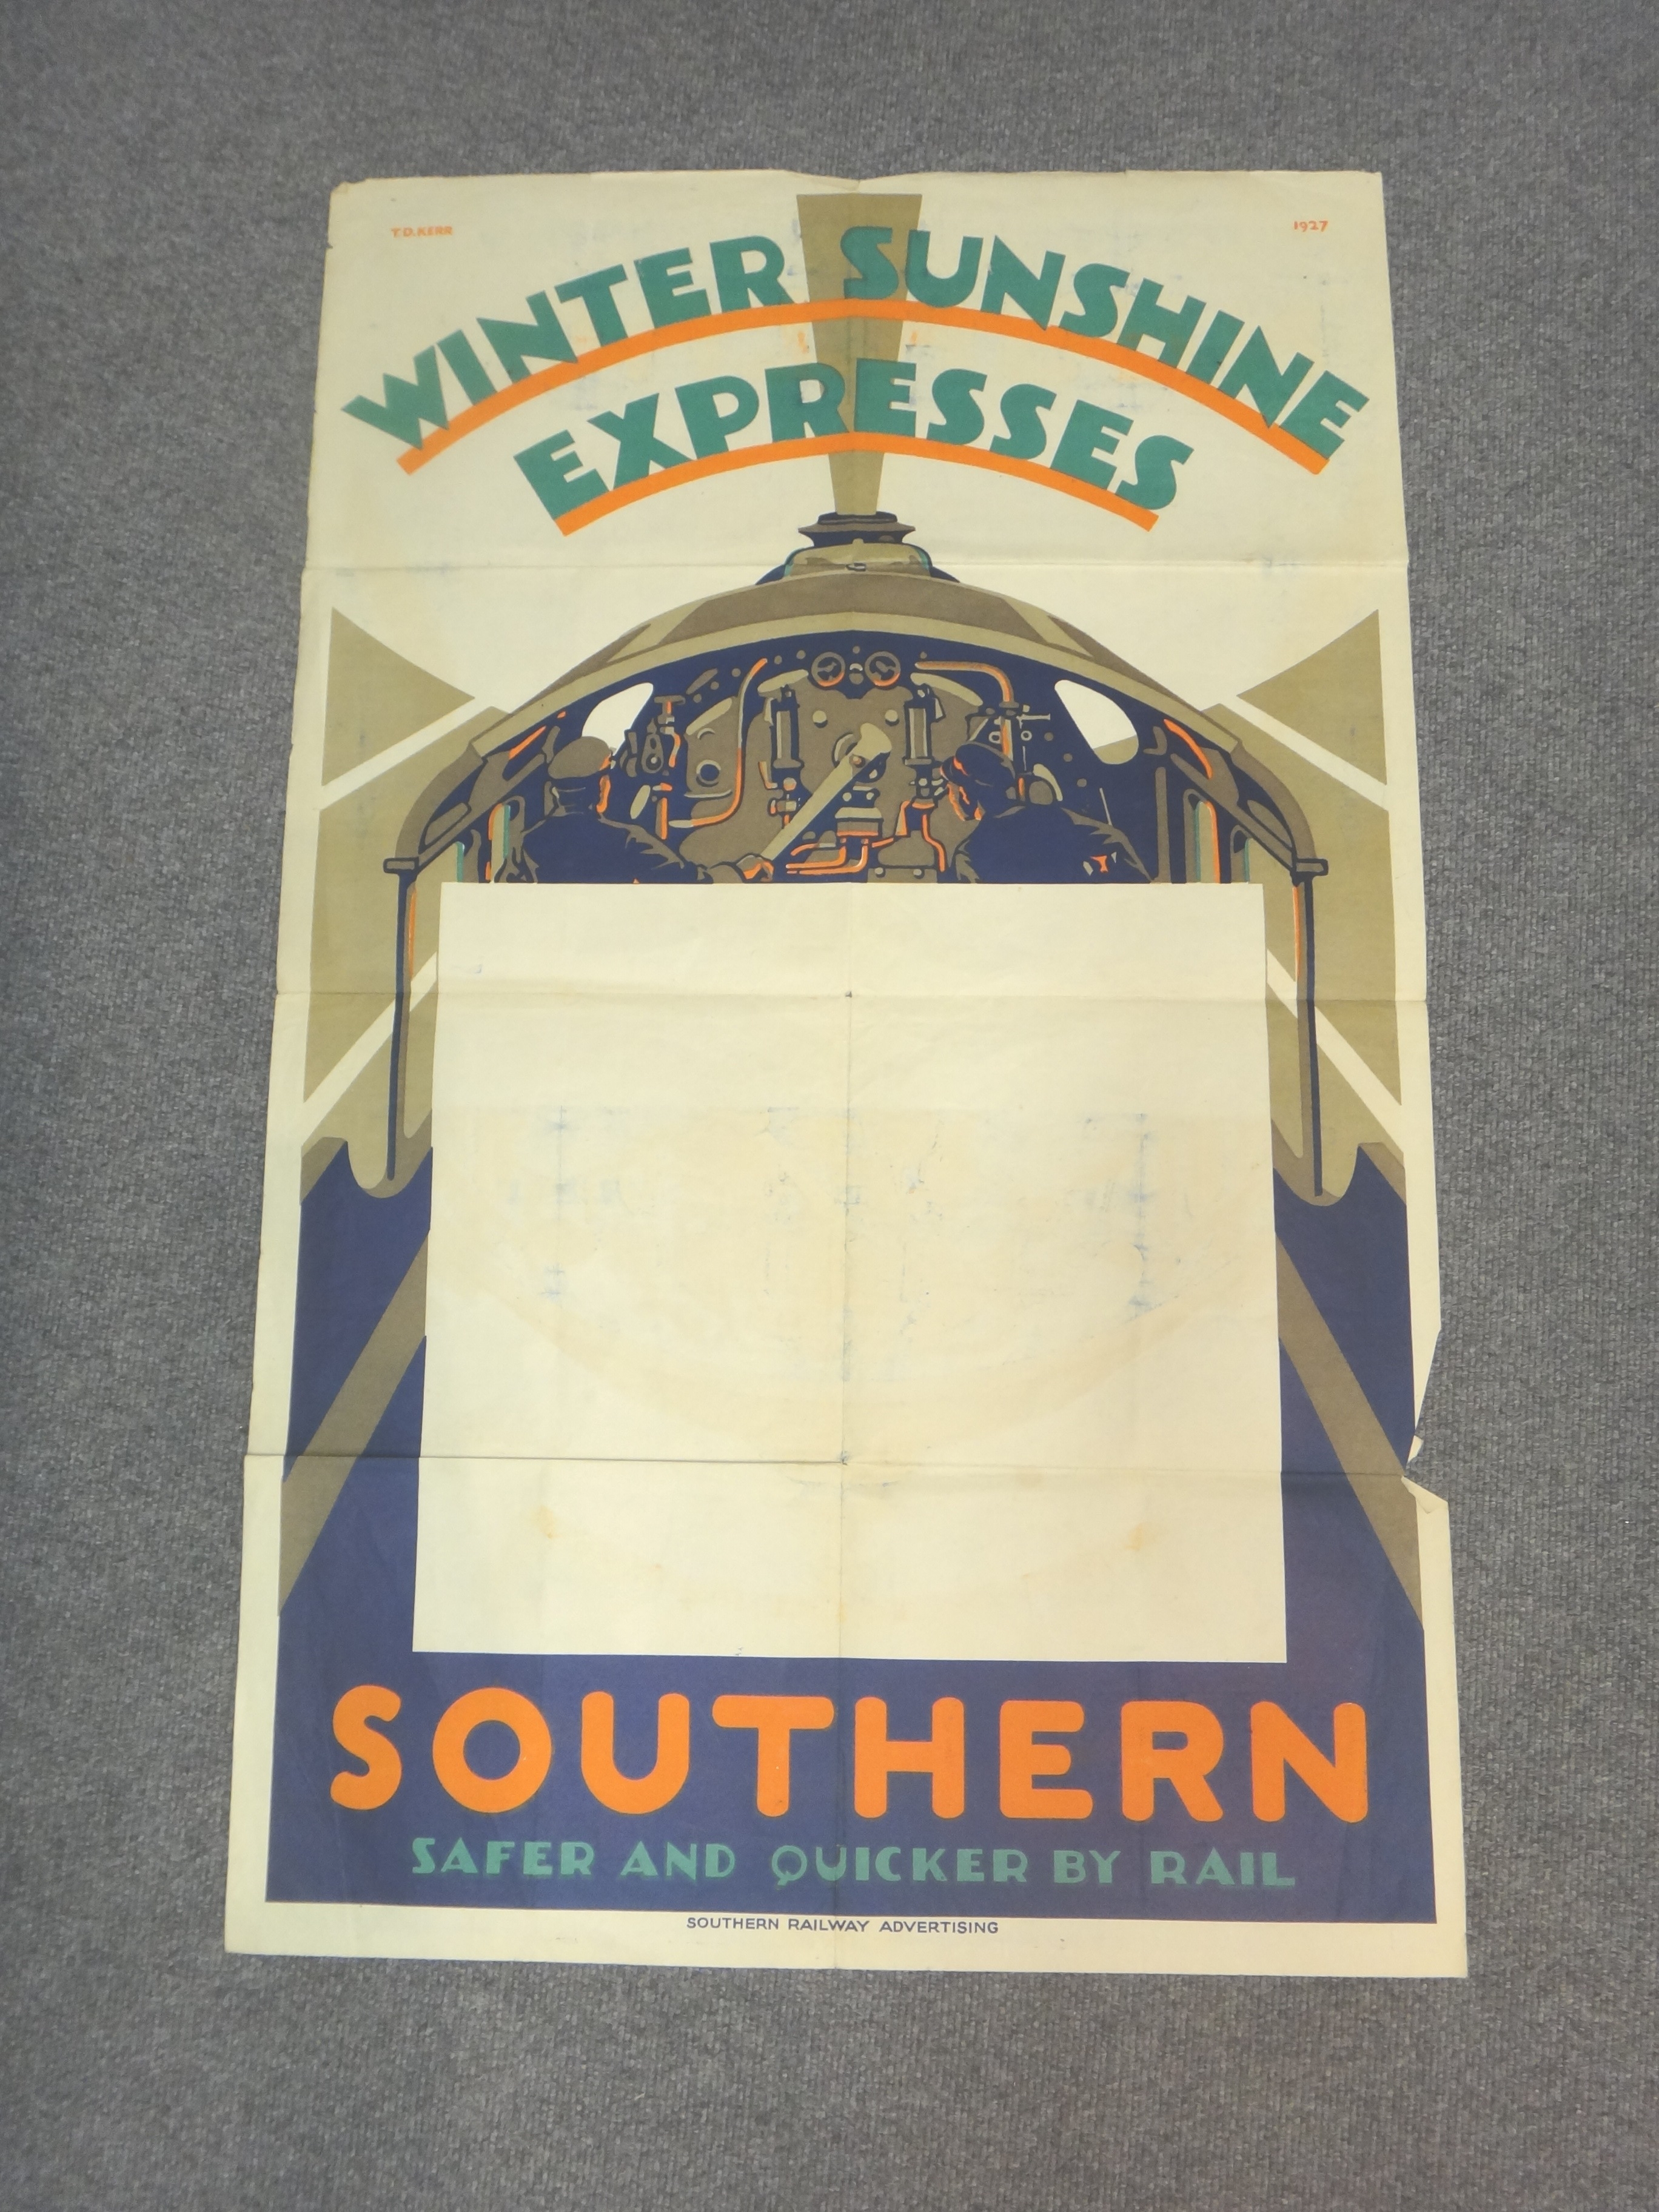 T.D. KERR
1927
WINTER SUNSHINE
EXPRESSES
SOUTHERN
SAFER AND QUICKER BY RAIL
SOUTHERN RAILWAY ADVERTISING